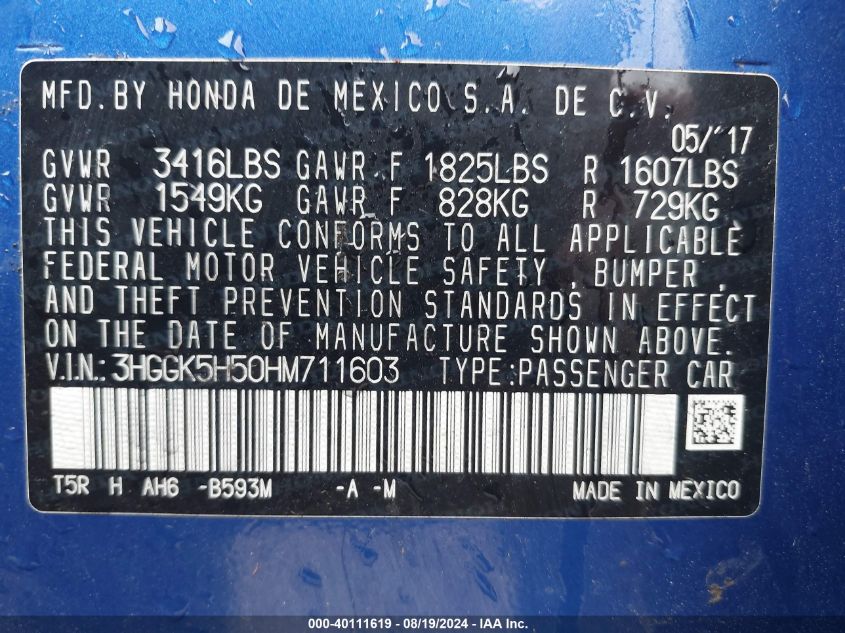 MFD.BY HONDA DE MEXICO S.A. DE C.V.
05/'17
GVWR 3416LBS GAWR F 1825LBS R 1607LBS
GVWR 1549KG GAWR F 828KG R 729KG
THIS VEHICLE CONFORMS TO ALL APPLICABLE
FEDERAL MOTOR VEHICLE SAFETY , BUMPER ,
AND THEFT PREVENTION STANDARDS IN EFFECT
ON THE DATE OF MANUFACTURE SHOWN ABOVE.
V.I.N.: 3HGGK5H50HM711603 TYPE:PASSENGER CAR
T5R H AH6 -B593M -A -M MADE IN MEXICO
000-40111619 - 08/19/2024 - IAA Inc.